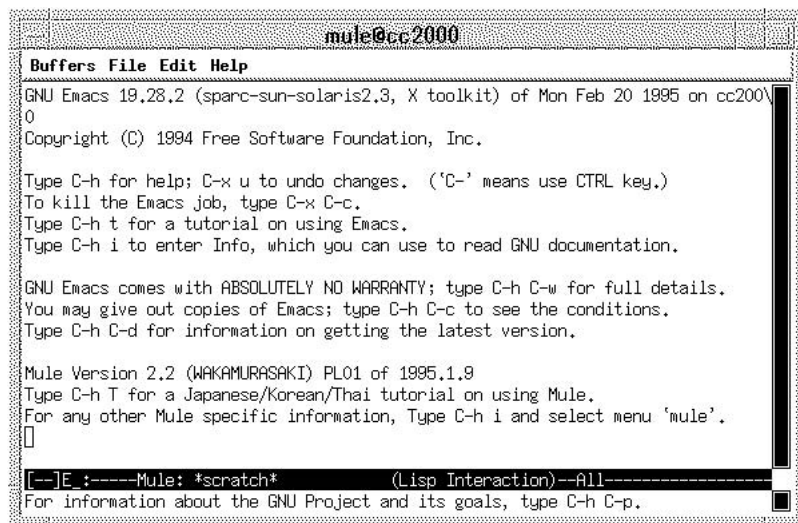 mule@cc2000
Buffers File Edit Help
GNU Emacs 19.28.2 (sparc-sun-solaris2.3, X toolkit) of Mon Feb 20 1995 on cc200\
0
Copyright (C) 1994 Free Software Foundation, Inc.
Type C-h for help; C-x u to undo changes.  (`C-' means use CTRL key.)
To kill the Emacs job, type C-x C-c.
Type C-h t for a tutorial on using Emacs.
Type C-h i to enter Info, which you can use to read GNU documentation.
GNU Emacs comes with ABSOLUTELY NO WARRANTY; type C-h C-w for full details.
You may give out copies of Emacs; type C-h C-c to see the conditions.
Type C-h C-d for information on getting the latest version.
Mule Version 2.2 (WAKAMURASAKI) PL01 of 1995.1.9
Type C-h T for a Japanese/Korean/Thai tutorial on using Mule.
For any other Mule specific information, Type C-h i and select menu `mule'.
[--]E_:-----Mule: *scratch*              (Lisp Interaction)--All-------------------
For information about the GNU Project and its goals, type C-h C-p.